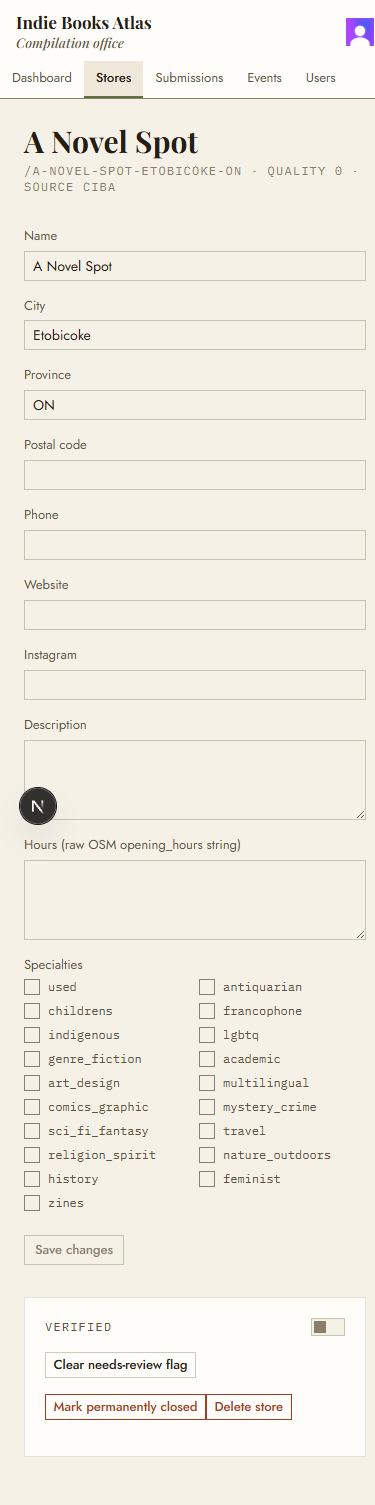 Indie Books Atlas
Compilation office
Dashboard Stores Submissions Events Users
A Novel Spot
/A-NOVEL-SPOT-ETOBICOKE-ON · QUALITY 0 ·
SOURCE CIBA
Name
A Novel Spot
City
Etobicoke
Province
ON
Postal code
Phone
Website
Instagram
Description
N
Hours (raw OSM opening_hours string)
Specialties
used antiquarian
childrens francophone
indigenous lgbtq
genre_fiction academic
art_design multilingual
comics_graphic mystery_crime
sci_fi_fantasy travel
religion_spirit nature_outdoors
history feminist
zines
Save changes
VERIFIED
Clear needs-review flag
Mark permanently closed Delete store